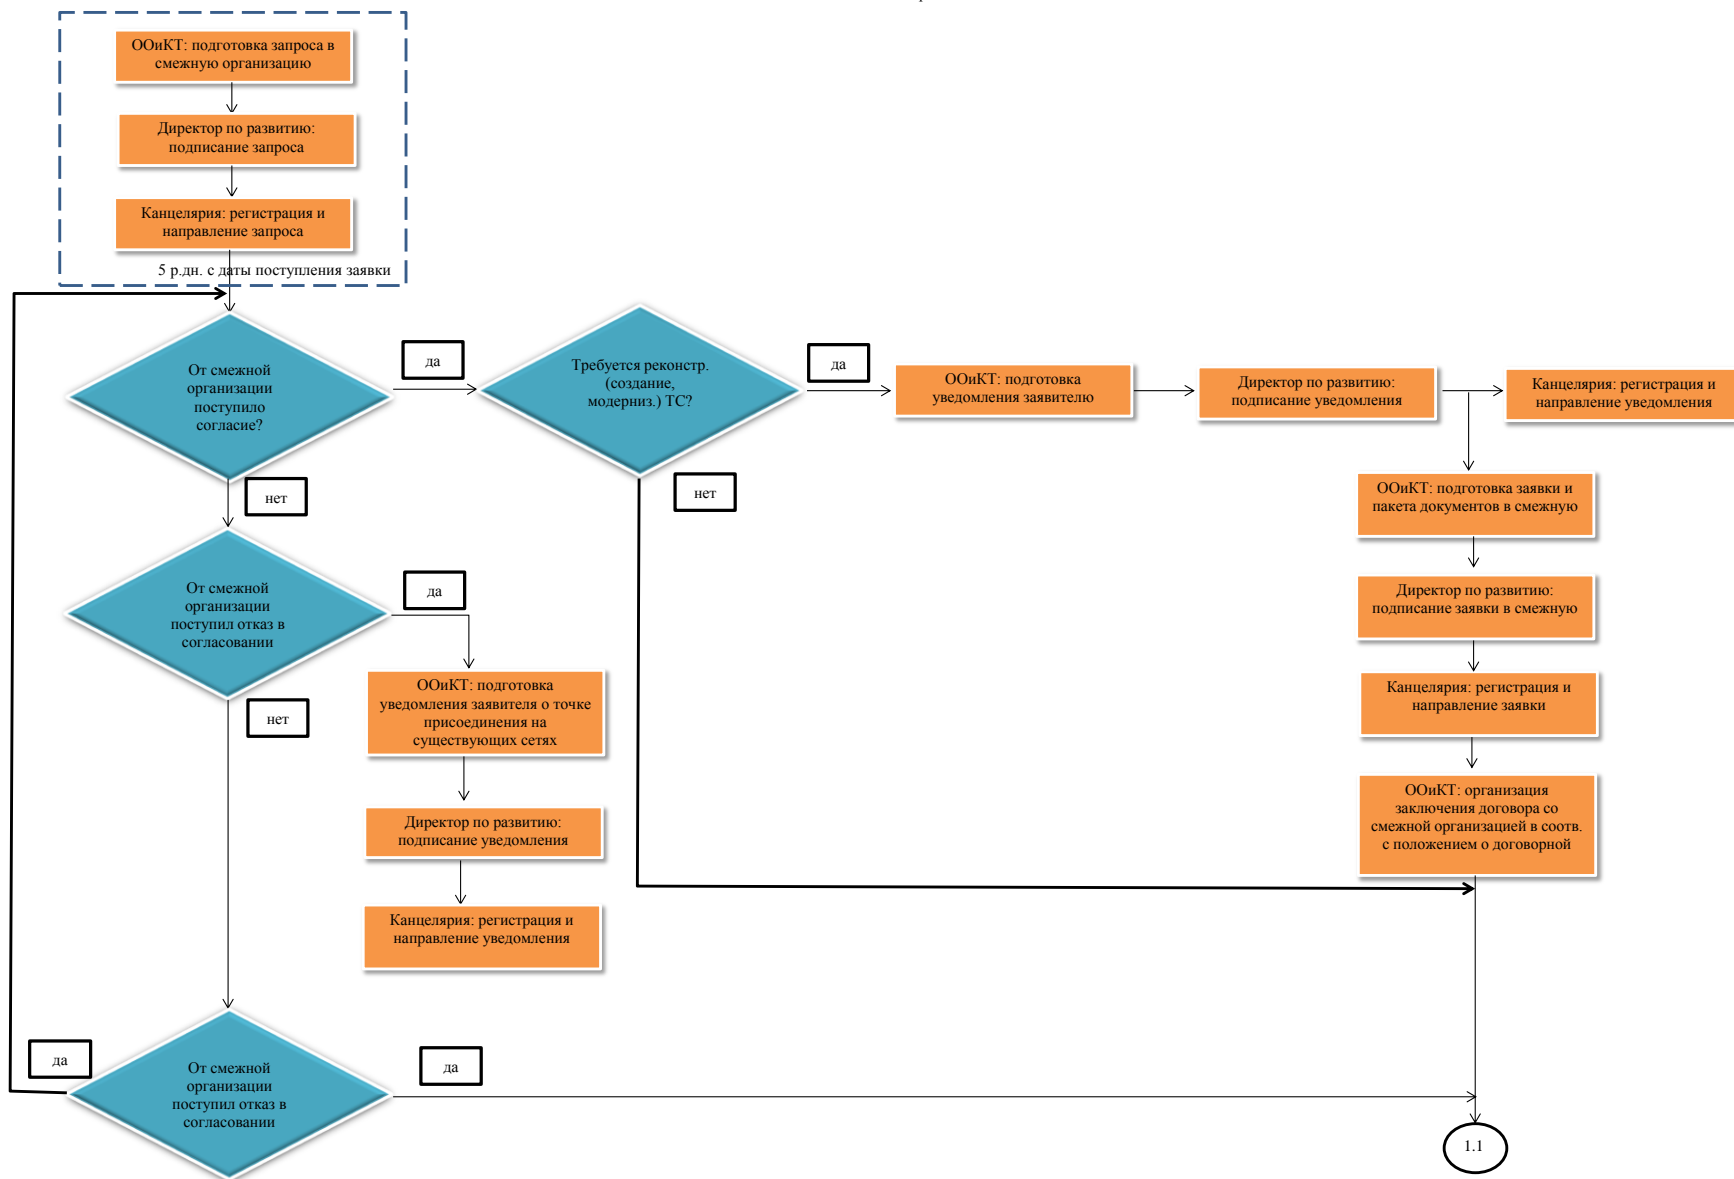 ООиКТ: подготовка запроса в
смежную организацию
Директор по развитию:
подписание запроса
Канцелярия: регистрация и
направление запроса
5 р.дн. с даты поступления заявки
От смежной
организации
поступило
согласие?
да
Требуется реконстр.
(создание,
модерниз.) ТС?
да
ООиКТ: подготовка
уведомления заявителю
Директор по развитию:
подписание уведомления
Канцелярия: регистрация и
направление уведомления
нет
нет
ООиКТ: подготовка заявки и
пакета документов в смежную
От смежной
организации
поступил отказ в
согласовании
да
Директор по развитию:
подписание заявки в смежную
нет
ООиКТ: подготовка
уведомления заявителя о точке
присоединения на
существующих сетях
Канцелярия: регистрация и
направление заявки
Директор по развитию:
подписание уведомления
ООиКТ: организация
заключения договора со
смежной организацией в соотв.
с положением о договорной
Канцелярия: регистрация и
направление уведомления
да
От смежной
организации
поступил отказ в
согласовании
да
1.1